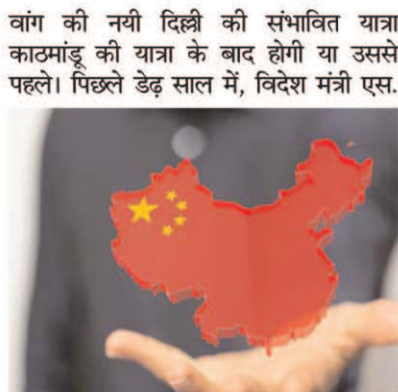 वांग की नयी दिल्ली की संभावित यात्रा
काठमांडू की यात्रा के बाद होगी या उससे
पहले। पिछले डेढ़ साल में, विदेश मंत्री एस.